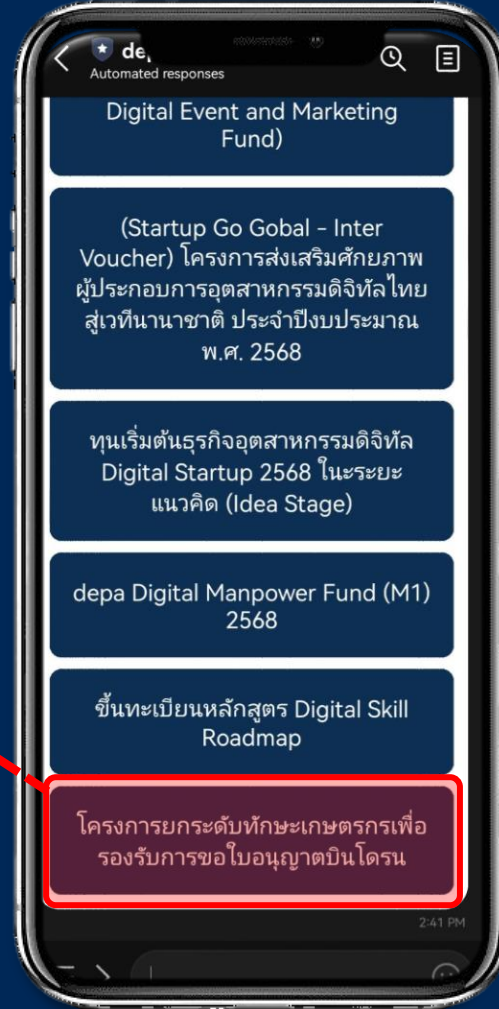 Automated responses
Digital Event and Marketing
Fund)
(Startup Go Gobal - Inter
Voucher) โครงการส่งเสริมศักยภาพ
ผู้ประกอบการอุตสาหกรรมดิจิทัลไทย
สู่เวทีนานาชาติ ประจำปีงบประมาณ
พ.ศ. 2568
ทุนเริ่มต้นธุรกิจอุตสาหกรรมดิจิทัล
Digital Startup 2568 ในะระยะ
แนวคิด (Idea Stage)
depa Digital Manpower Fund (M1)
2568
ขึ้นทะเบียนหลักสูตร Digital Skill
Roadmap
โครงการยกระดับทักษะเกษตรกรเพื่อ
รองรับการขอใบอนุญาตบินโดรน
2:41 PM